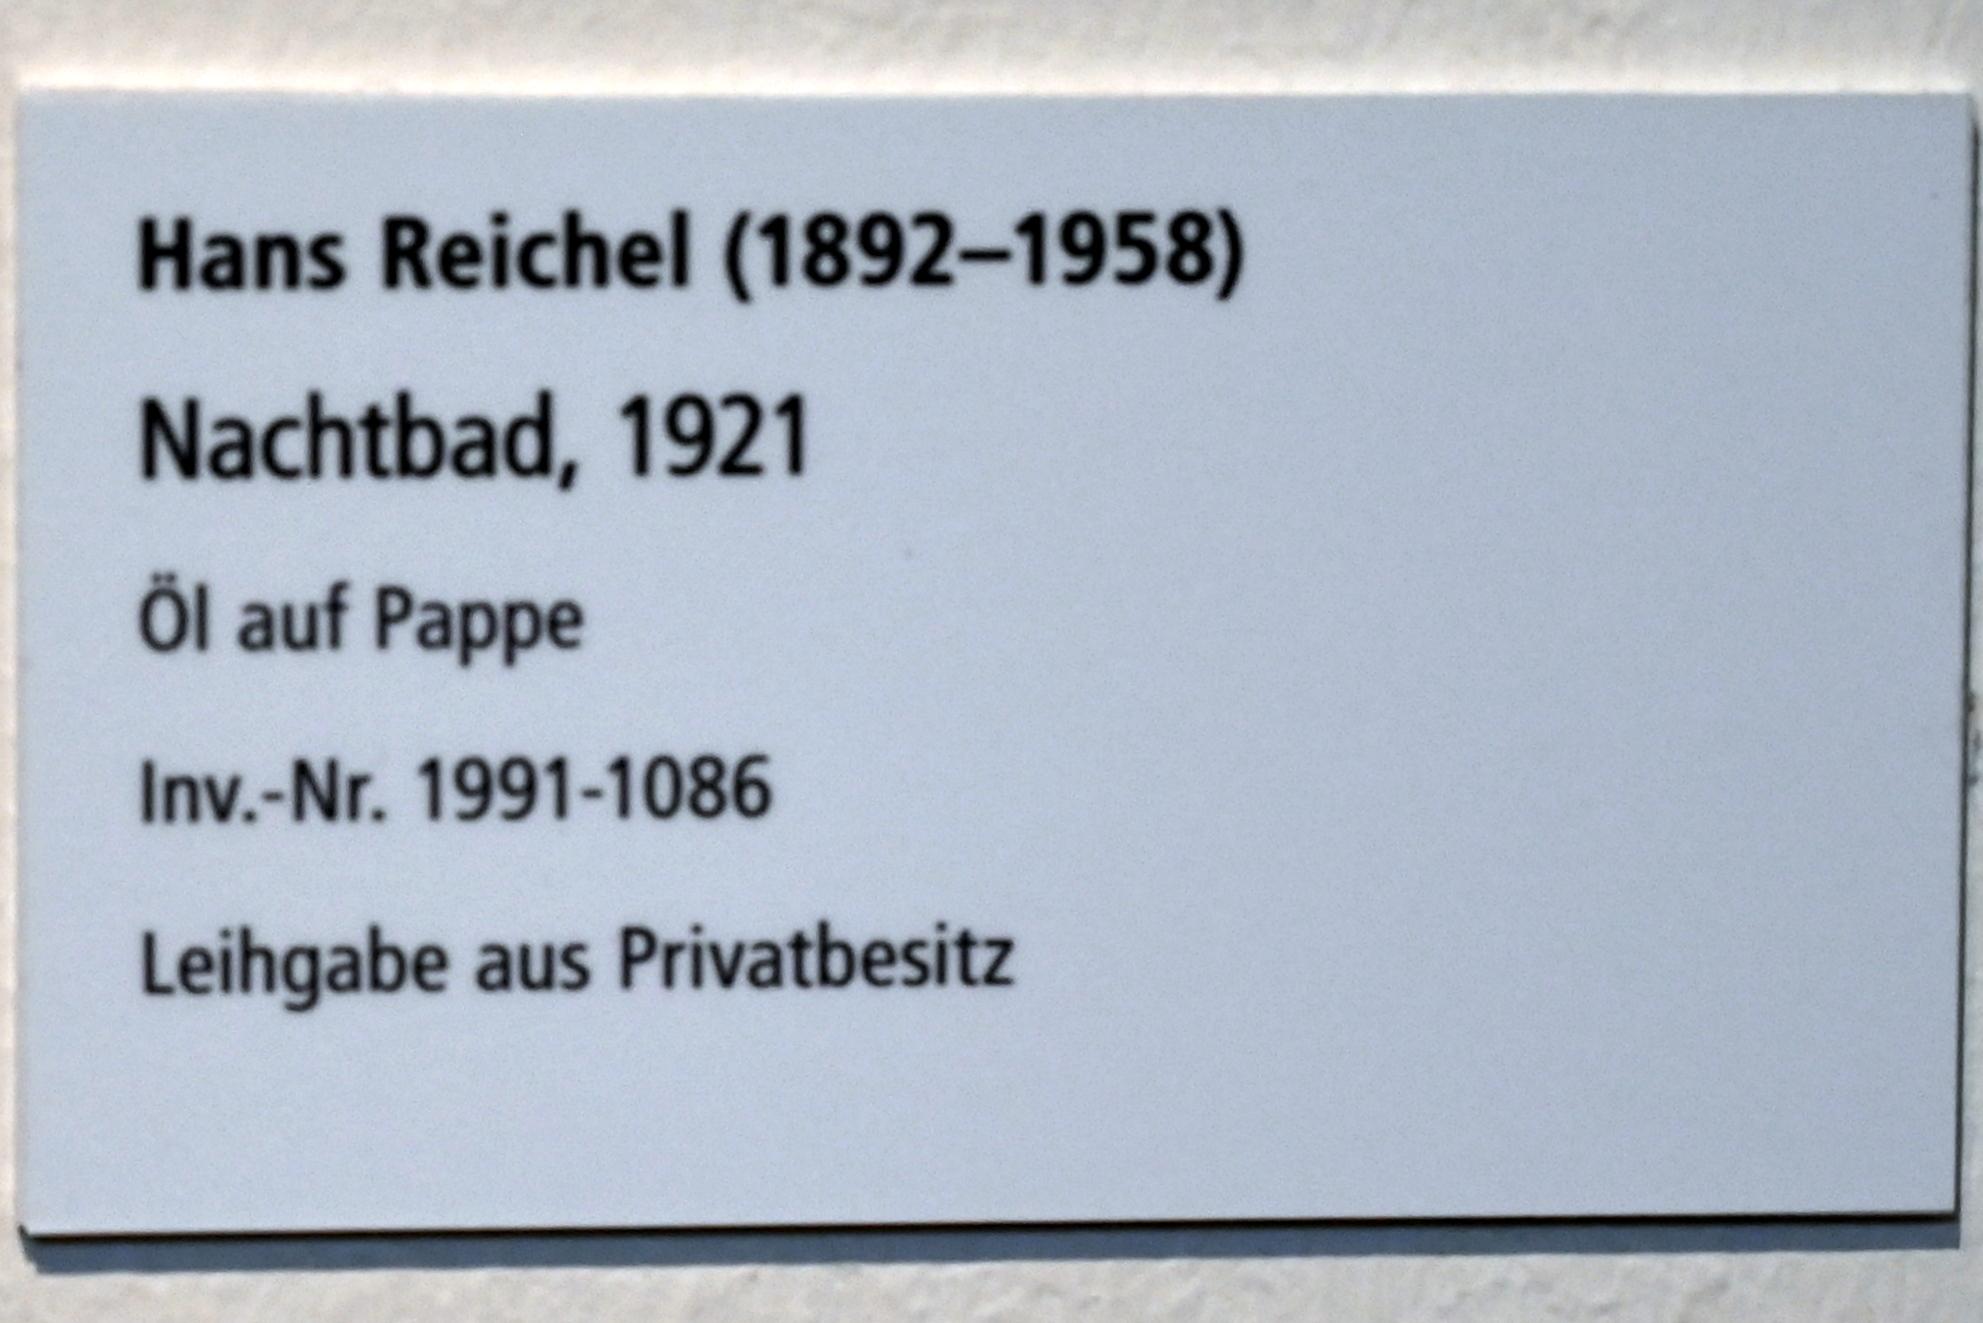 Hans Reichel (1892–1958)
Nachtbad, 1921
Öl auf Pappe
Inv.-Nr. 1991-1086
Leihgabe aus Privatbesitz